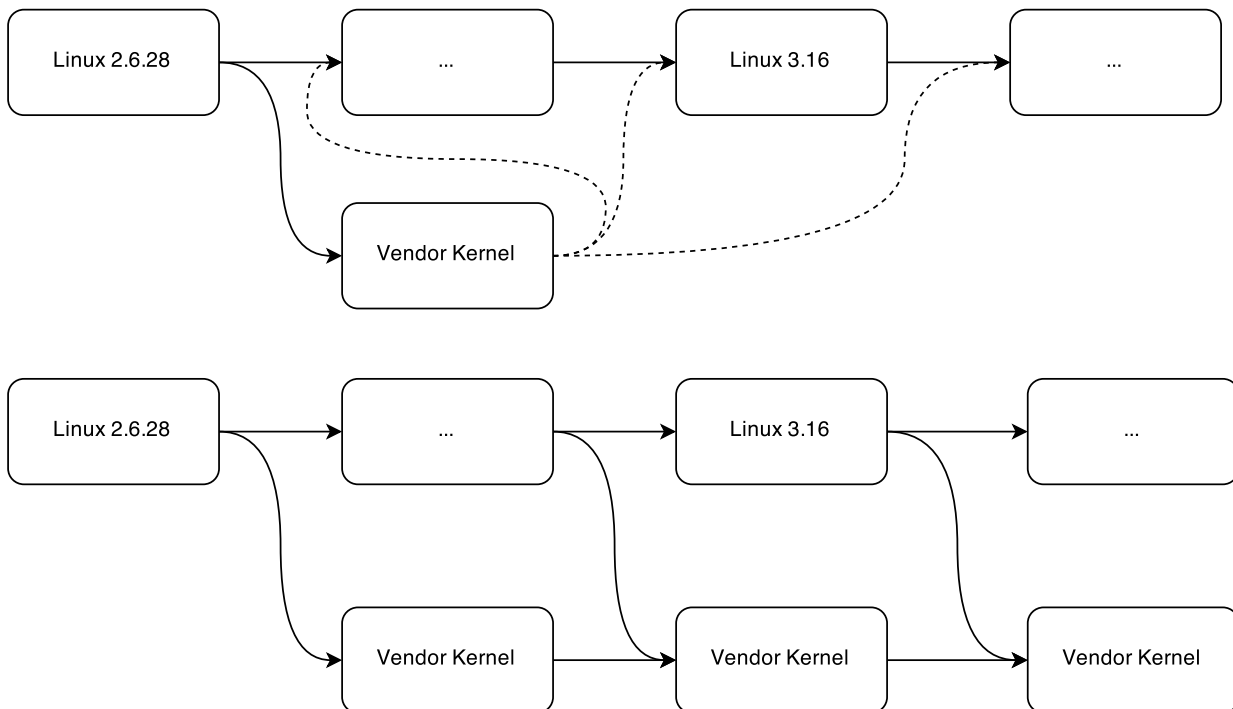 Linux 2.6.28
...
Linux 3.16
...
Vendor Kernel
Linux 2.6.28
...
Linux 3.16
...
Vendor Kernel
Vendor Kernel
Vendor Kernel